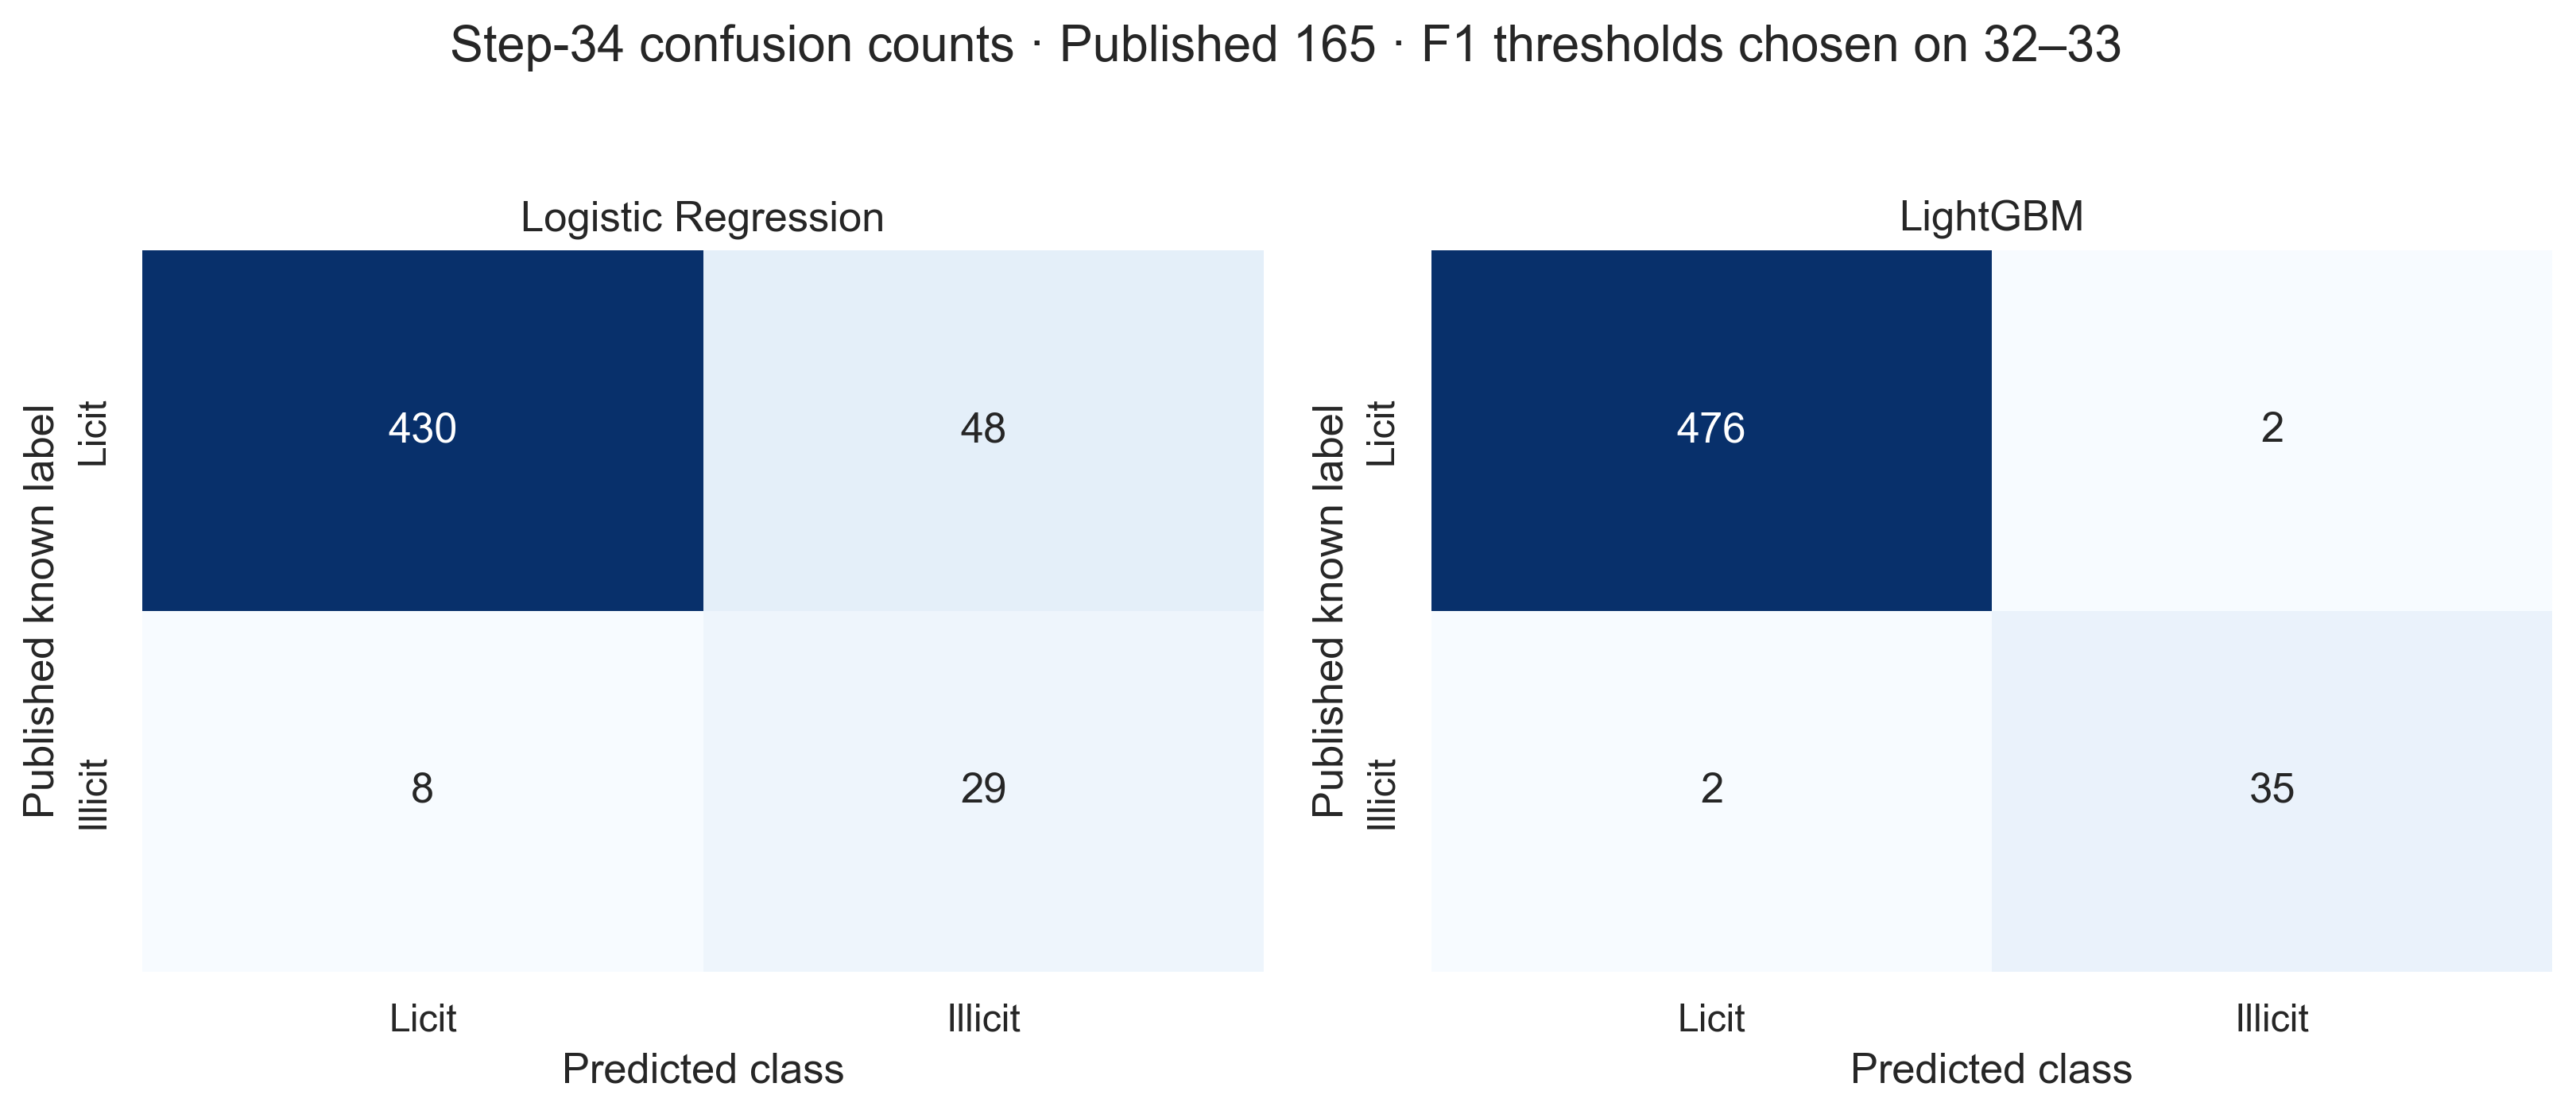 Step-34 confusion counts · Published 165 · F1 thresholds chosen on 32–33
Logistic Regression
Published known label
Licit
Illicit
430
48
8
29
Licit
Illicit
Predicted class
LightGBM
Published known label
Licit
Illicit
476
2
2
35
Licit
Illicit
Predicted class